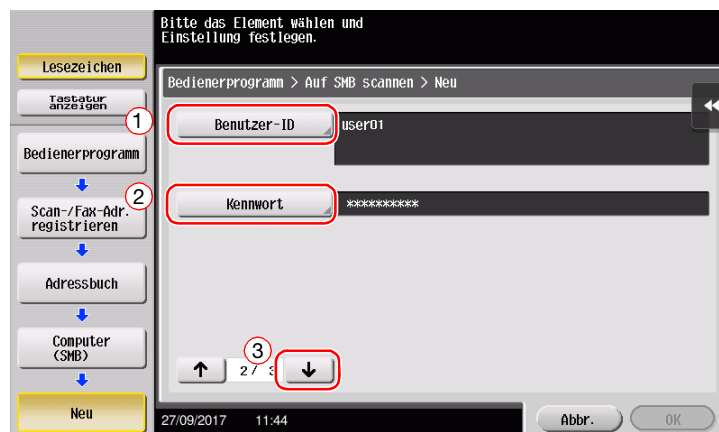 Bitte das Element wählen und
Einstellung festlegen.
Lesezeichen
Tastatur
anzeigen
Bedienerprogramm > Auf SMB scannen > Neu
1
Benutzer-ID
user01
Bedienerprogramm
2
Kennwort
**********
Scan-/Fax-Adr.
registrieren
Adressbuch
Computer
(SMB)
3
↑ 2/ 3 ↓
Neu
27/09/2017 11:44
Abbr.
OK